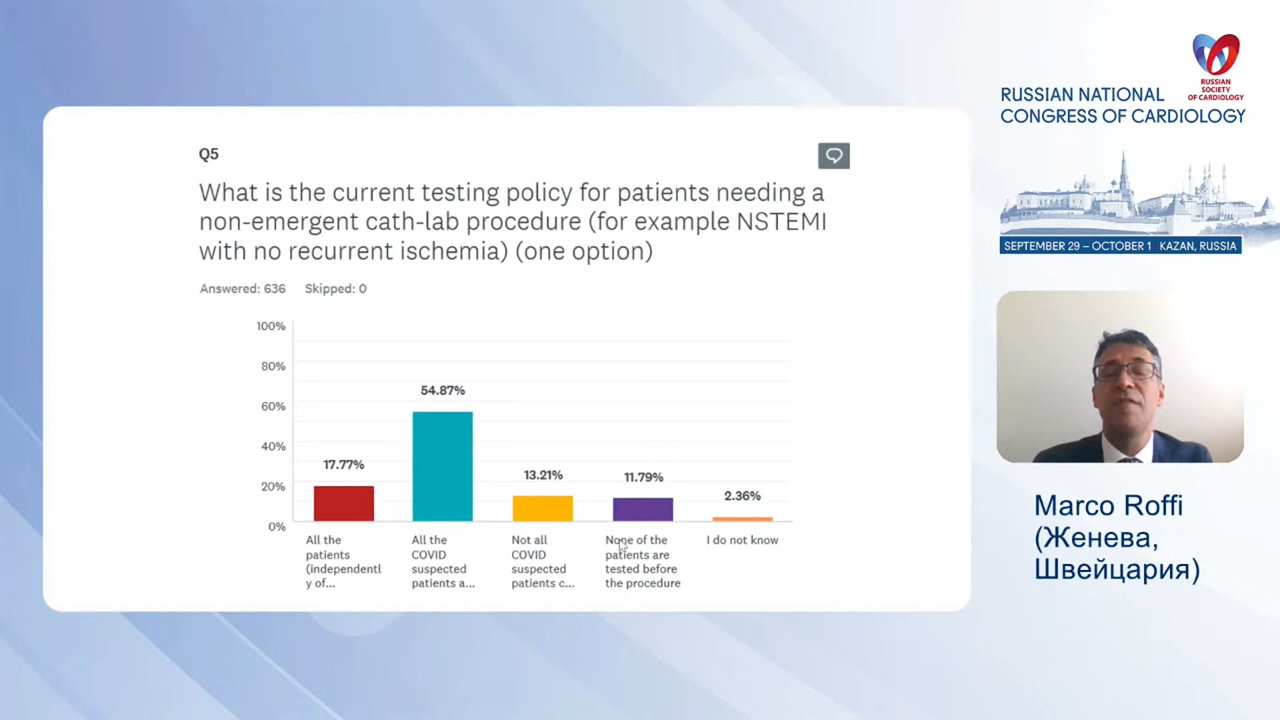 Q5
What is the current testing policy for patients needing a
non-emergent cath-lab procedure (for example NSTEMI
with no recurrent ischemia) (one option)
Answered: 636 Skipped: 0
100%
80%
60%
40%
20%
0%
17.77%
54.87%
13.21%
11.79%
2.36%
All the
patients
(independentl
y of...
All the
COVID
suspected
patients a...
Not all
COVID
suspected
patients c...
None of the
patients are
tested before
the procedure
I do not know
RUSSIAN
SOCIETY
OF CARDIOLOGY
RUSSIAN NATIONAL
CONGRESS OF CARDIOLOGY
SEPTEMBER 29 – OCTOBER 1 KAZAN, RUSSIA
Marco Roffi
(Женева,
Швейцария)